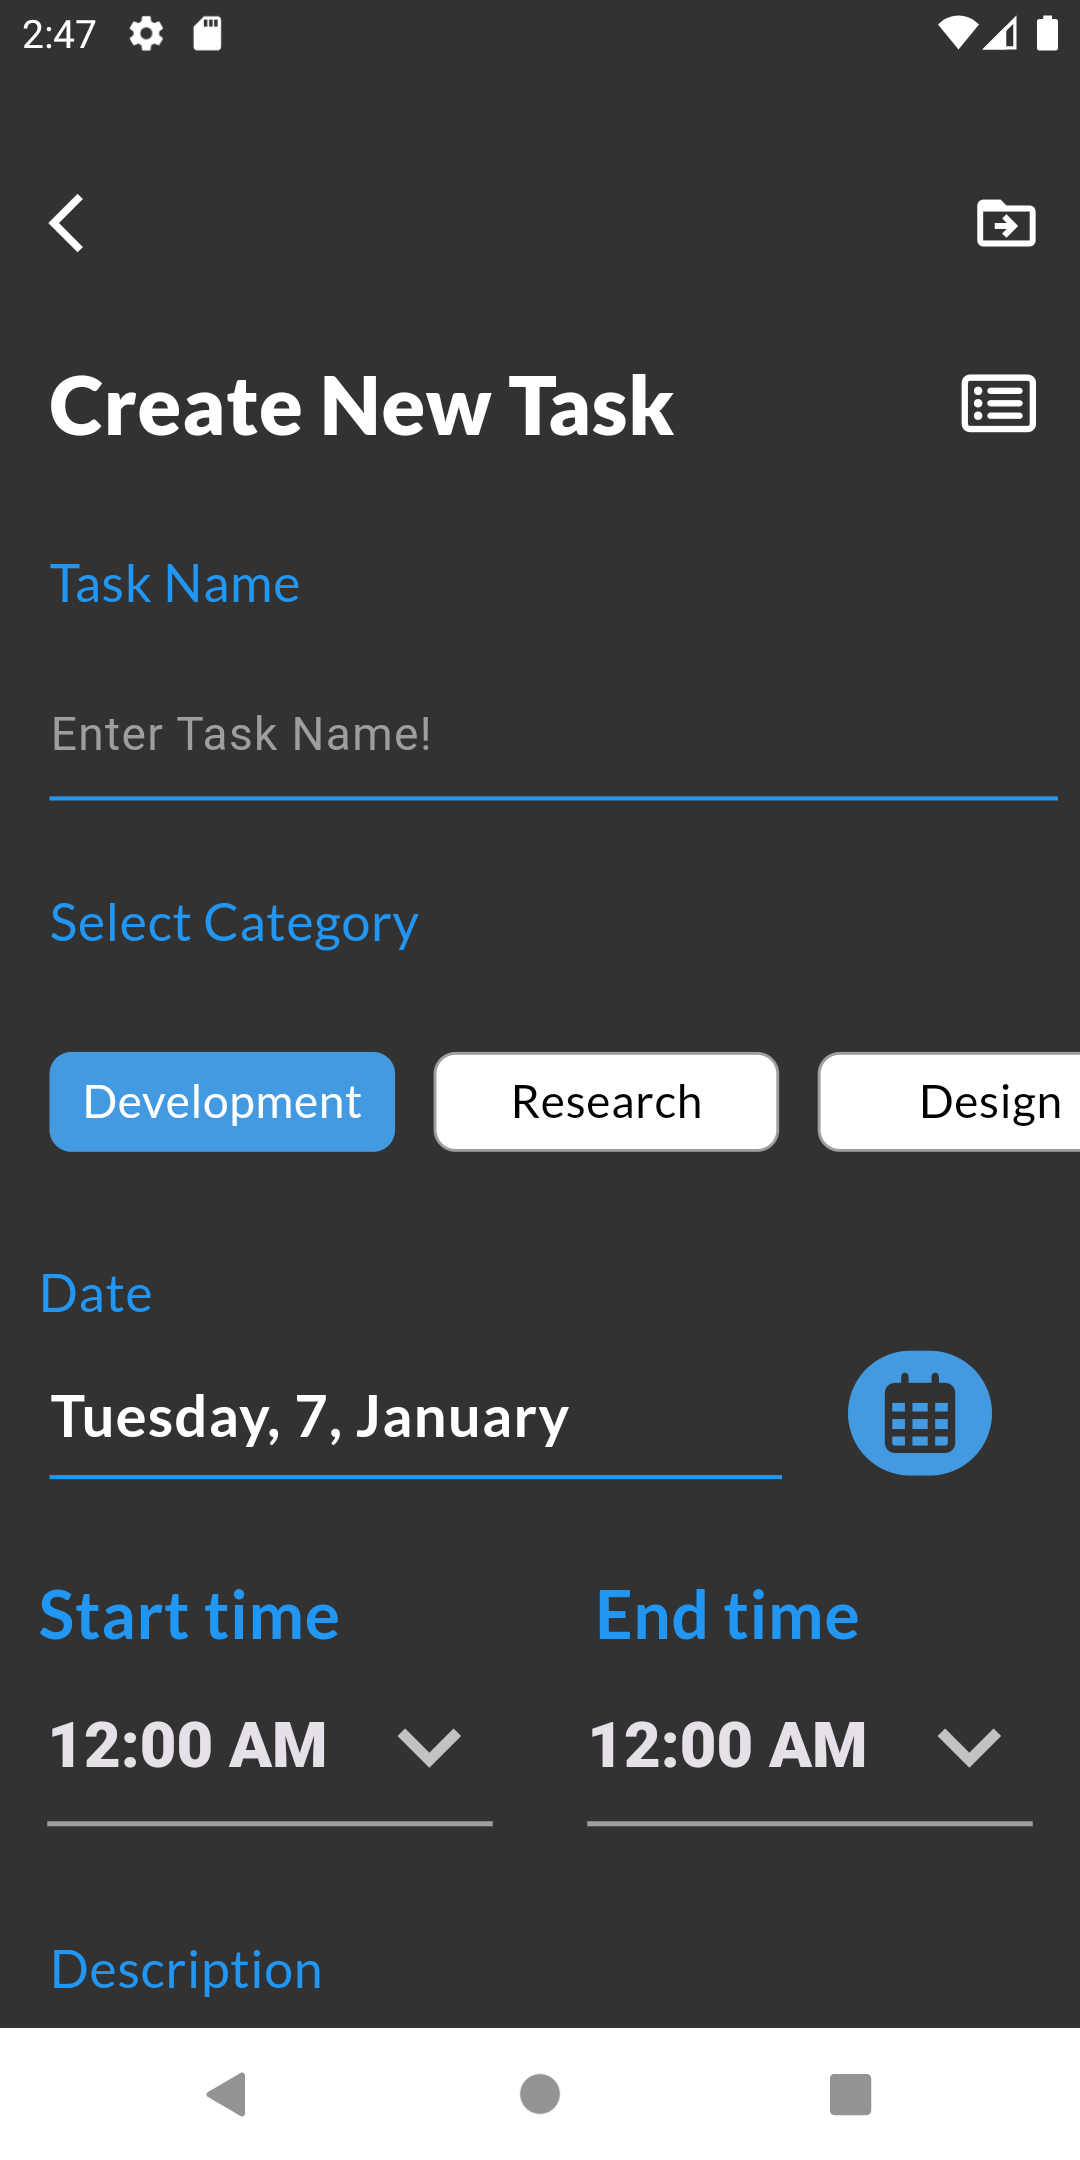 2:47
Create New Task
Task Name
Enter Task Name!
Select Category
Development Research Design
Date
Tuesday, 7, January
Start time End time
12:00 AM 12:00 AM
Description